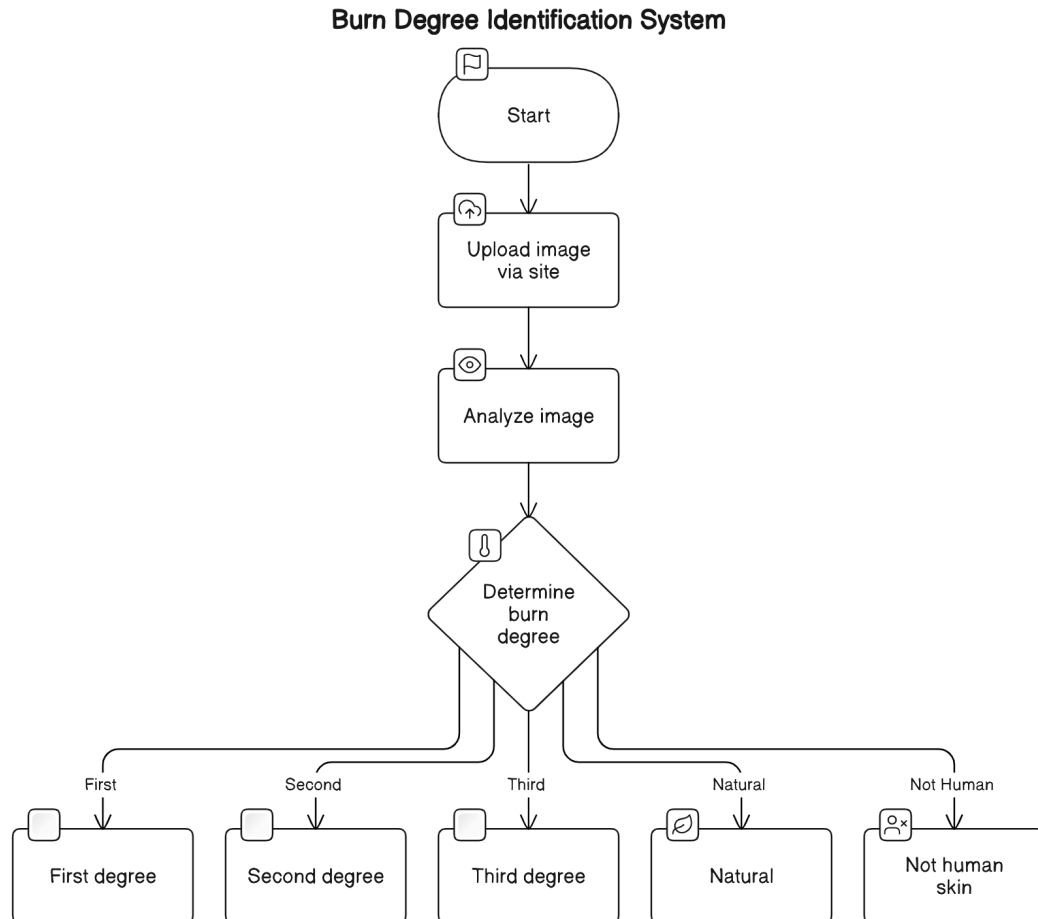 Burn Degree Identification System
Start
Upload image
via site
Analyze image
Determine
burn
degree
First
Second
Third
Natural
Not Human
First degree
Second degree
Third degree
Natural
Not human
skin